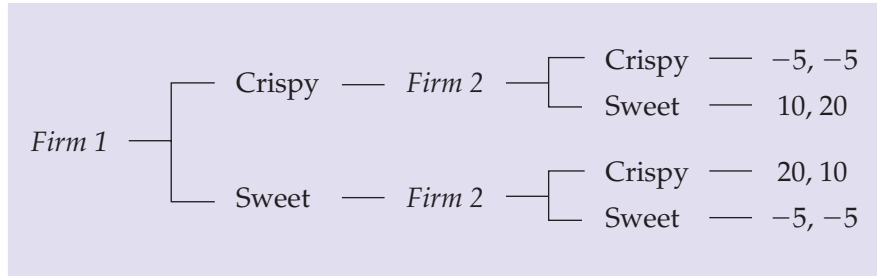 Crispy −5, −5
Crispy Firm 2
Sweet 10, 20
Firm 1
Crispy 20, 10
Sweet Firm 2
Sweet −5, −5